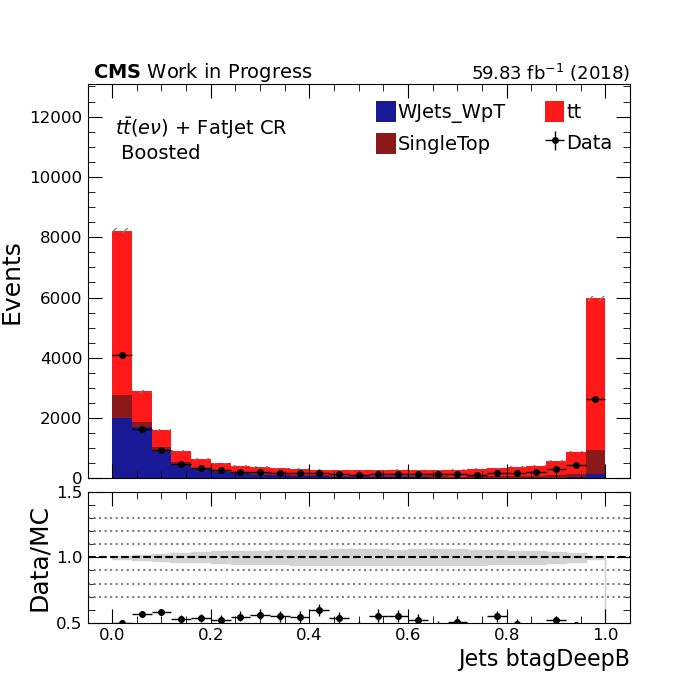 CMS Work in Progress 59.83 fb⁻¹ (2018)
tt̄(eν) + FatJet CR
Boosted
WJets_WpT
SingleTop
tt
Data
Events
12000
10000
8000
6000
4000
2000
0
Data/MC
1.5
1.0
0.5
0.0 0.2 0.4 0.6 0.8 1.0
Jets btagDeepB